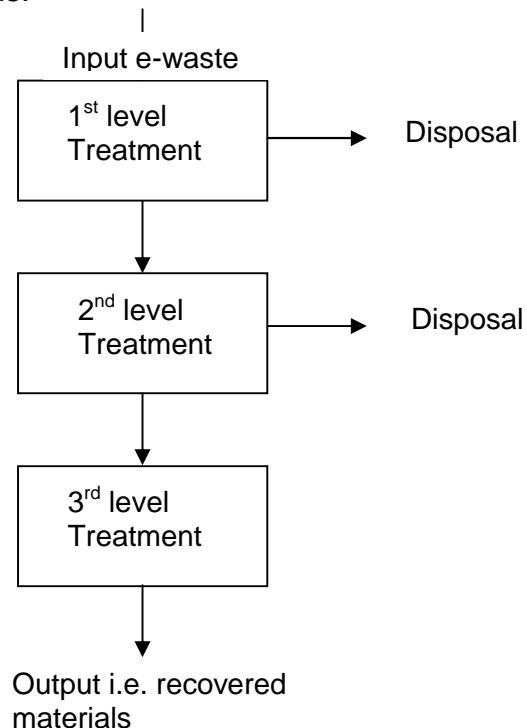 Input e-waste
1st level
Treatment
Disposal
2nd level
Treatment
Disposal
3rd level
Treatment
Output i.e. recovered
materials